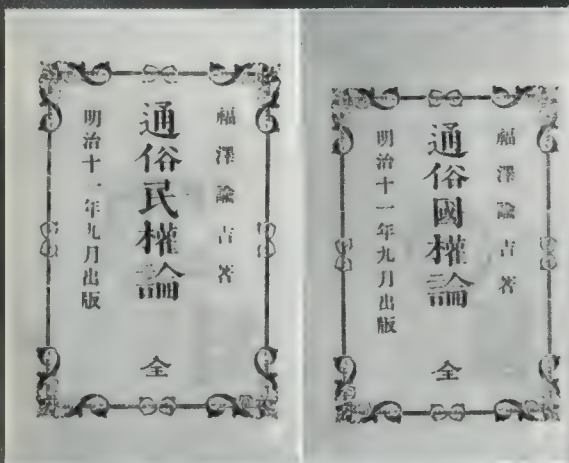 福澤諭吉著
通俗國權論 全
明治十一年九月出版
福澤諭吉著
通俗民權論 全
明治十一年九月出版